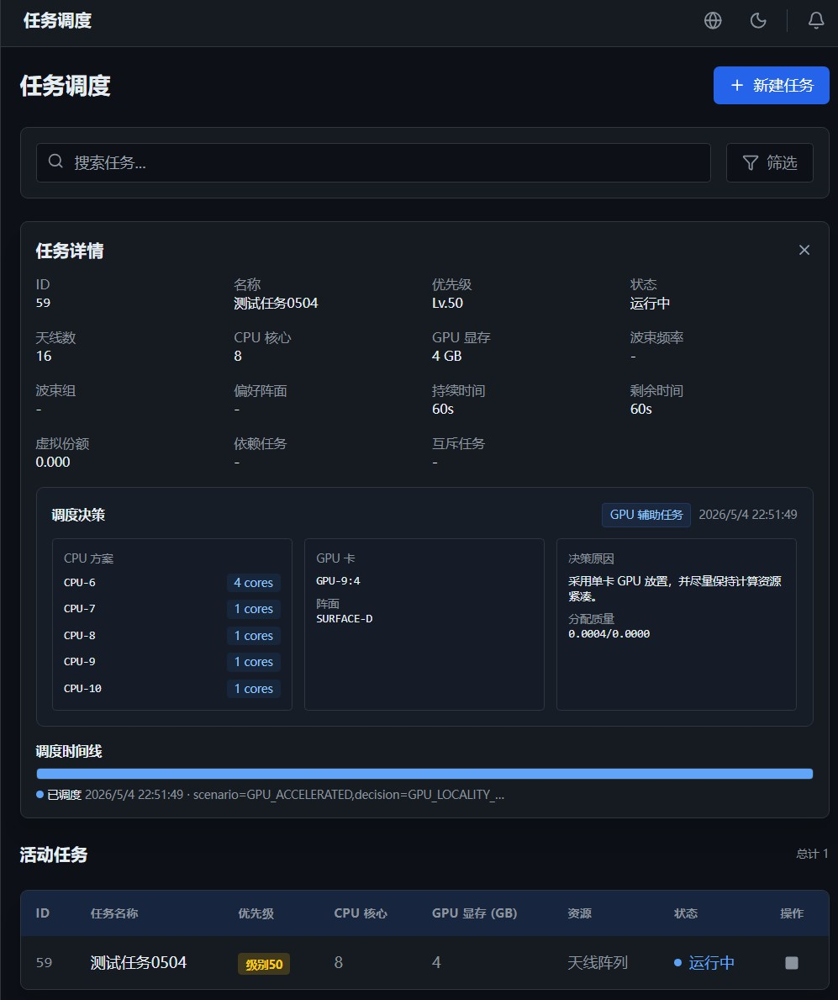 任务调度
任务调度
新建任务
搜索任务...
筛选
任务详情
ID 名称 优先级 状态
59 测试任务0504 Lv.50 运行中
天线数 CPU 核心 GPU 显存 波束频率
16 8 4 GB -
波束组 偏好阵面 持续时间 剩余时间
- - 60s 60s
虚拟份额 依赖任务 互斥任务
0.000 - -
调度决策 GPU 辅助任务 2026/5/4 22:51:49
CPU 方案
CPU-6 4 cores
CPU-7 1 cores
CPU-8 1 cores
CPU-9 1 cores
CPU-10 1 cores
GPU 卡
GPU-9:4
阵面
SURFACE-D
决策原因
采用单卡 GPU 放置，并尽量保持计算资源
紧凑。
分配质量
0.0004/0.0000
调度时间线
已调度 2026/5/4 22:51:49 · scenario=GPU_ACCELERATED,decision=GPU_LOCALITY_...
活动任务 总计 1
ID 任务名称 优先级 CPU 核心 GPU 显存 (GB) 资源 状态 操作
59 测试任务0504 级别50 8 4 天线阵列 运行中